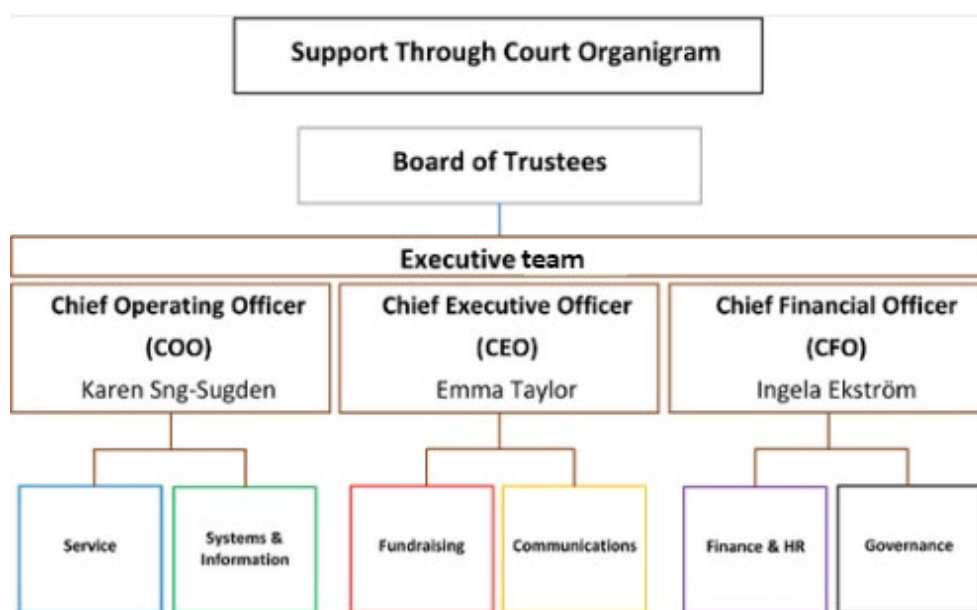 Support Through Court Organigram
Board of Trustees
Executive team
Chief Operating Officer
(COO)
Karen Sng-Sugden
Chief Executive Officer
(CEO)
Emma Taylor
Chief Financial Officer
(CFO)
Ingela Ekström
Service
Systems &
Information
Fundraising
Communications
Finance & HR
Governance